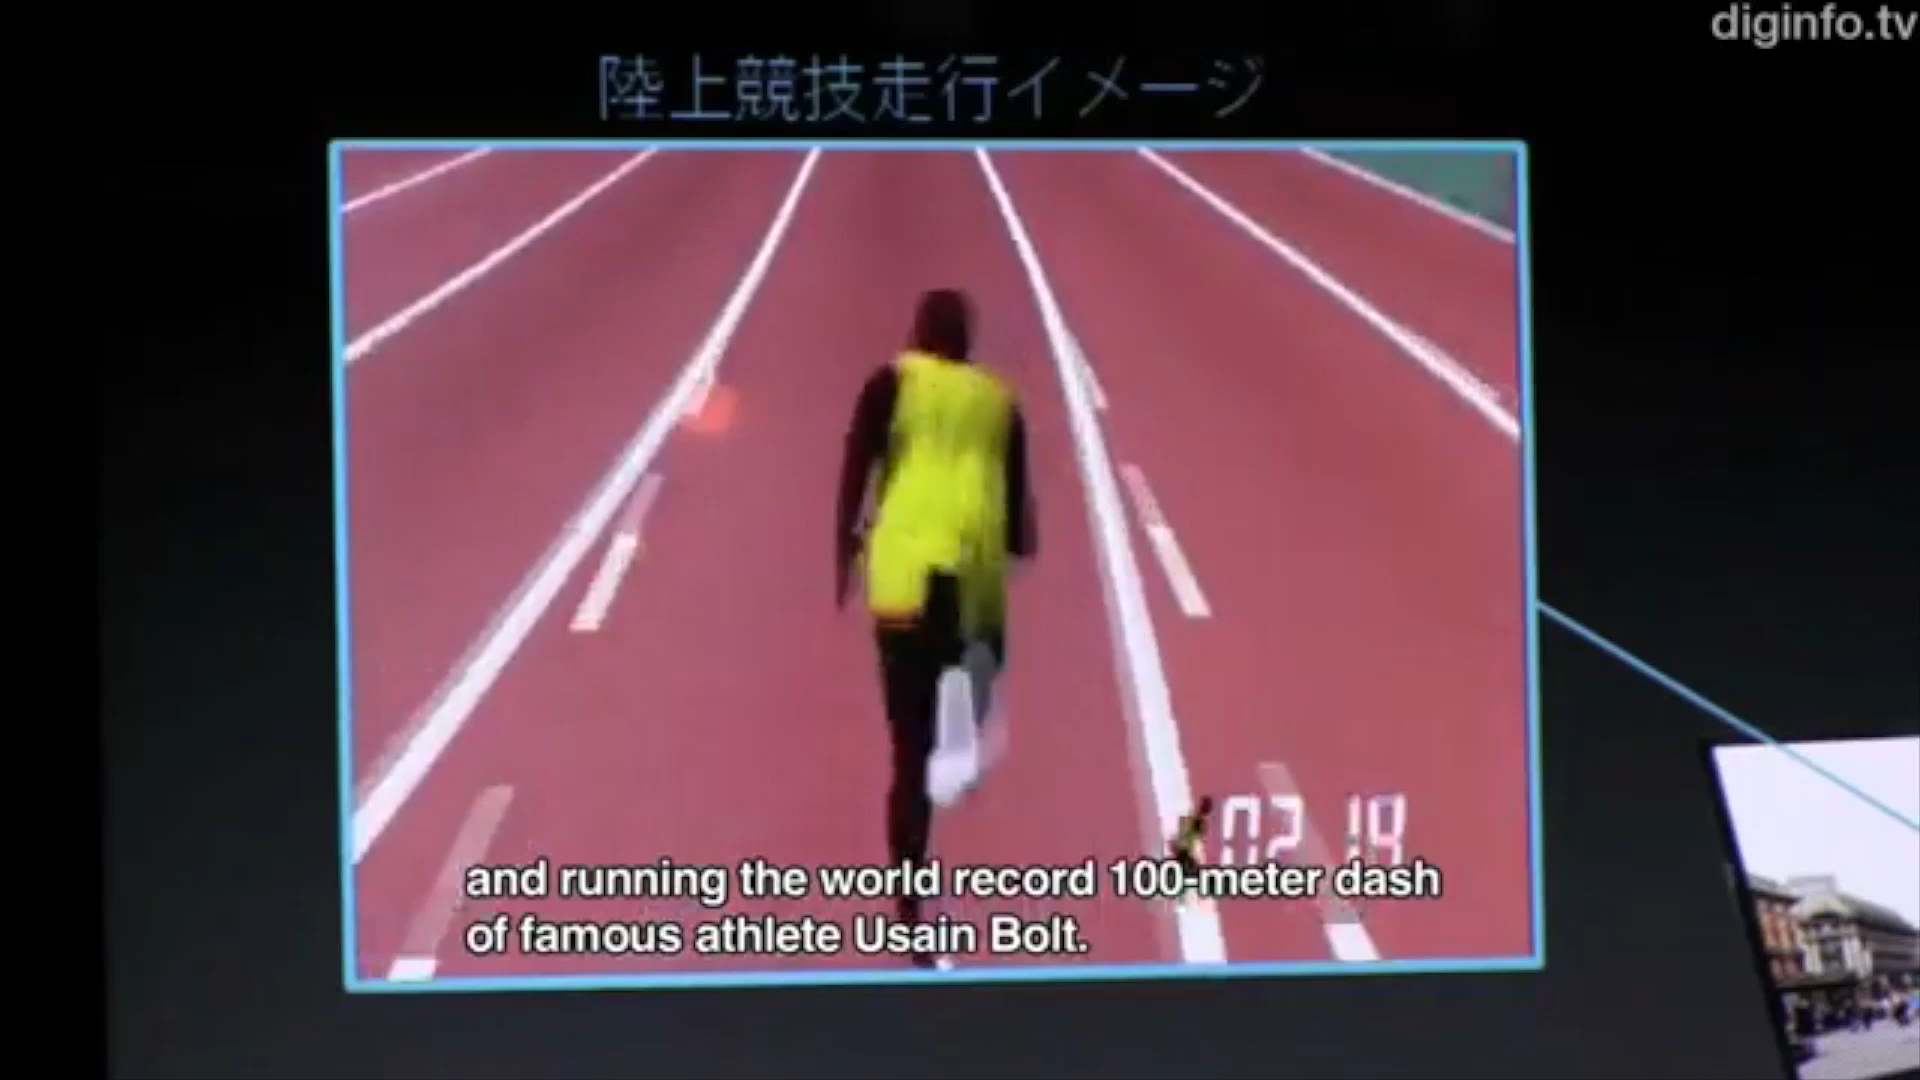 diginfo.tv
陸上競技走行イメージ
02 19
and running the world record 100-meter dash
of famous athlete Usain Bolt.